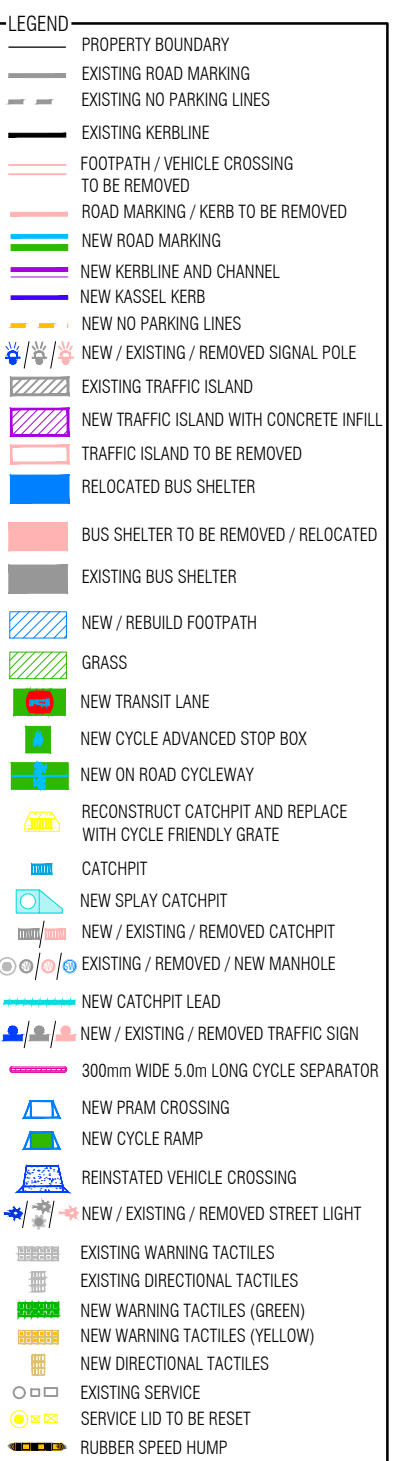 LEGEND
PROPERTY BOUNDARY
EXISTING ROAD MARKING
EXISTING NO PARKING LINES
EXISTING KERBLINE
FOOTPATH / VEHICLE CROSSING
TO BE REMOVED
ROAD MARKING / KERB TO BE REMOVED
NEW ROAD MARKING
NEW KERBLINE AND CHANNEL
NEW KASSEL KERB
NEW NO PARKING LINES
NEW / EXISTING / REMOVED SIGNAL POLE
EXISTING TRAFFIC ISLAND
NEW TRAFFIC ISLAND WITH CONCRETE INFILL
TRAFFIC ISLAND TO BE REMOVED
RELOCATED BUS SHELTER
BUS SHELTER TO BE REMOVED / RELOCATED
EXISTING BUS SHELTER
NEW / REBUILD FOOTPATH
GRASS
NEW TRANSIT LANE
NEW CYCLE ADVANCED STOP BOX
NEW ON ROAD CYCLEWAY
RECONSTRUCT CATCHPIT AND REPLACE
WITH CYCLE FRIENDLY GRATE
CATCHPIT
NEW SPLAY CATCHPIT
NEW / EXISTING / REMOVED CATCHPIT
EXISTING / REMOVED / NEW MANHOLE
NEW CATCHPIT LEAD
NEW / EXISTING / REMOVED TRAFFIC SIGN
300mm WIDE 5.0m LONG CYCLE SEPARATOR
NEW PRAM CROSSING
NEW CYCLE RAMP
REINSTATED VEHICLE CROSSING
NEW / EXISTING / REMOVED STREET LIGHT
EXISTING WARNING TACTILES
EXISTING DIRECTIONAL TACTILES
NEW WARNING TACTILES (GREEN)
NEW WARNING TACTILES (YELLOW)
NEW DIRECTIONAL TACTILES
EXISTING SERVICE
SERVICE LID TO BE RESET
RUBBER SPEED HUMP